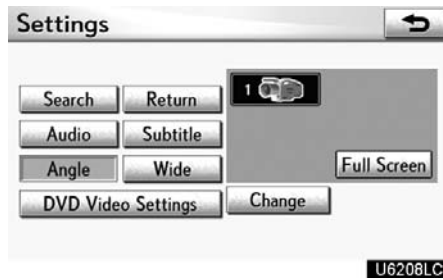 Settings
Search Return
1
Audio Subtitle
Angle Wide
Full Screen
DVD Video Settings Change
U6208LC